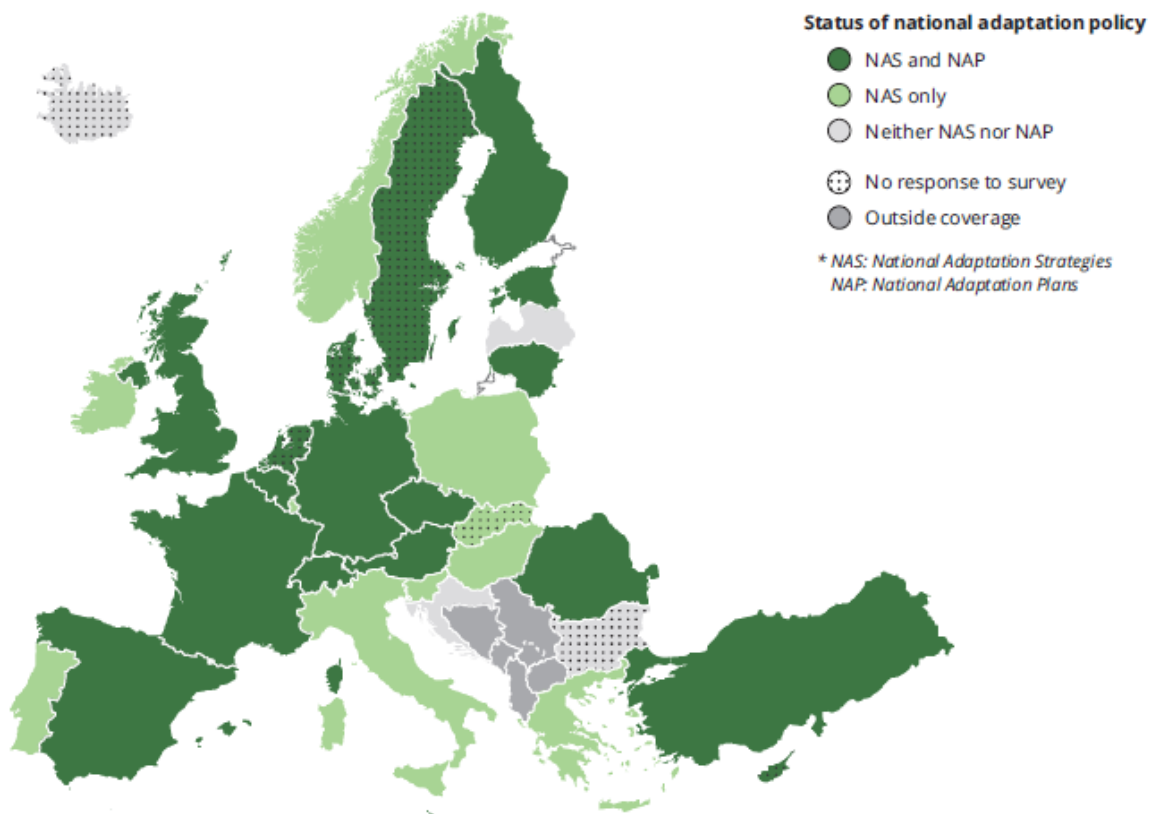 Status of national adaptation policy
NAS and NAP
NAS only
Neither NAS nor NAP
No response to survey
Outside coverage
* NAS: National Adaptation Strategies
NAP: National Adaptation Plans